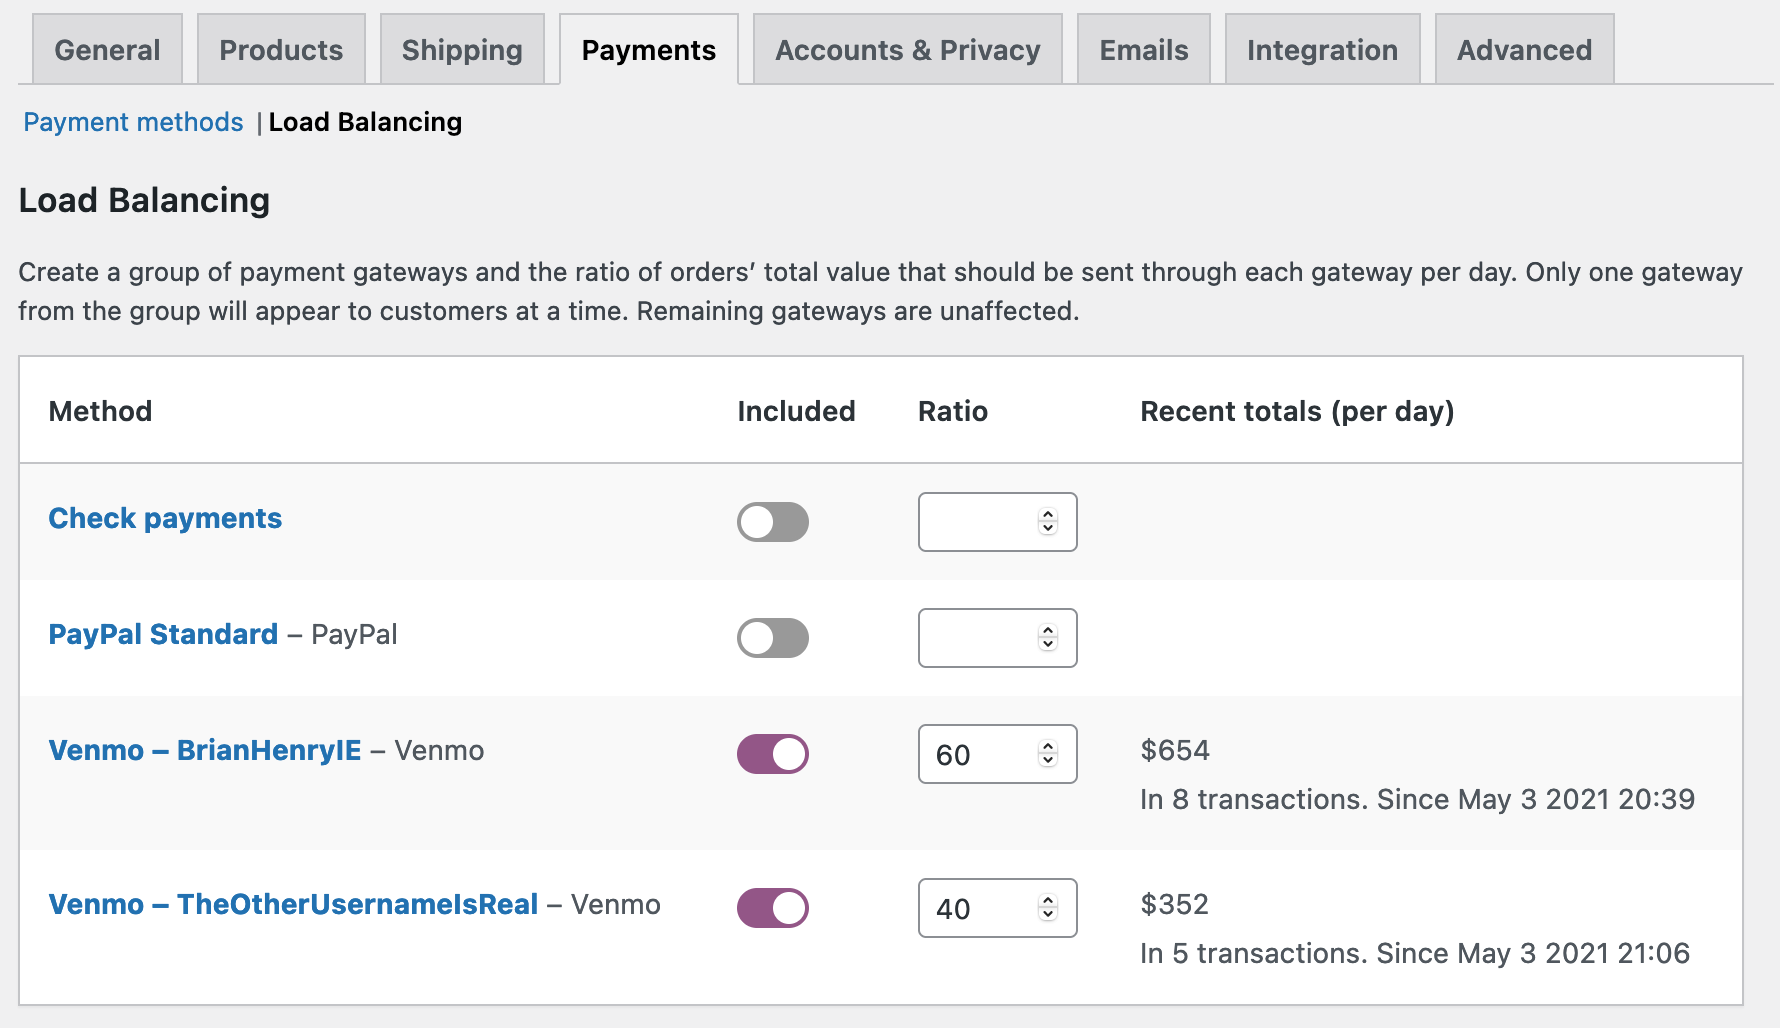 General Products Shipping Payments Accounts & Privacy Emails Integration Advanced
Payment methods | Load Balancing
Load Balancing
Create a group of payment gateways and the ratio of orders’ total value that should be sent through each gateway per day. Only one gateway
from the group will appear to customers at a time. Remaining gateways are unaffected.
Method Included Ratio Recent totals (per day)
Check payments
PayPal Standard – PayPal
Venmo – BrianHenryIE – Venmo 60 $654
In 8 transactions. Since May 3 2021 20:39
Venmo – TheOtherUsernameIsReal – Venmo 40 $352
In 5 transactions. Since May 3 2021 21:06